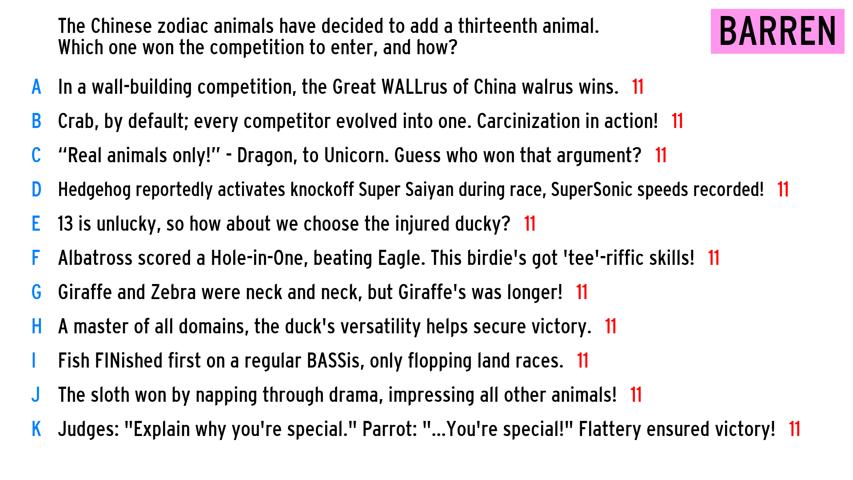 The Chinese zodiac animals have decided to add a thirteenth animal.
Which one won the competition to enter, and how?
BARREN
A In a wall-building competition, the Great WALLrus of China walrus wins. 11
B Crab, by default; every competitor evolved into one. Carcinization in action! 11
C “Real animals only!” - Dragon, to Unicorn. Guess who won that argument? 11
D Hedgehog reportedly activates knockoff Super Saiyan during race, SuperSonic speeds recorded! 11
E 13 is unlucky, so how about we choose the injured ducky? 11
F Albatross scored a Hole-in-One, beating Eagle. This birdie's got 'tee'-riffic skills! 11
G Giraffe and Zebra were neck and neck, but Giraffe's was longer! 11
H A master of all domains, the duck's versatility helps secure victory. 11
I Fish FINished first on a regular BASSis, only flopping land races. 11
J The sloth won by napping through drama, impressing all other animals! 11
K Judges: "Explain why you're special." Parrot: "...You're special!" Flattery ensured victory! 11